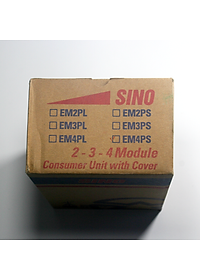 SINO
EM2PL EM2PS
EM3PL EM3PS
EM4PL EM4PS
2 - 3 - 4 Module
Consumer Unit with Cover